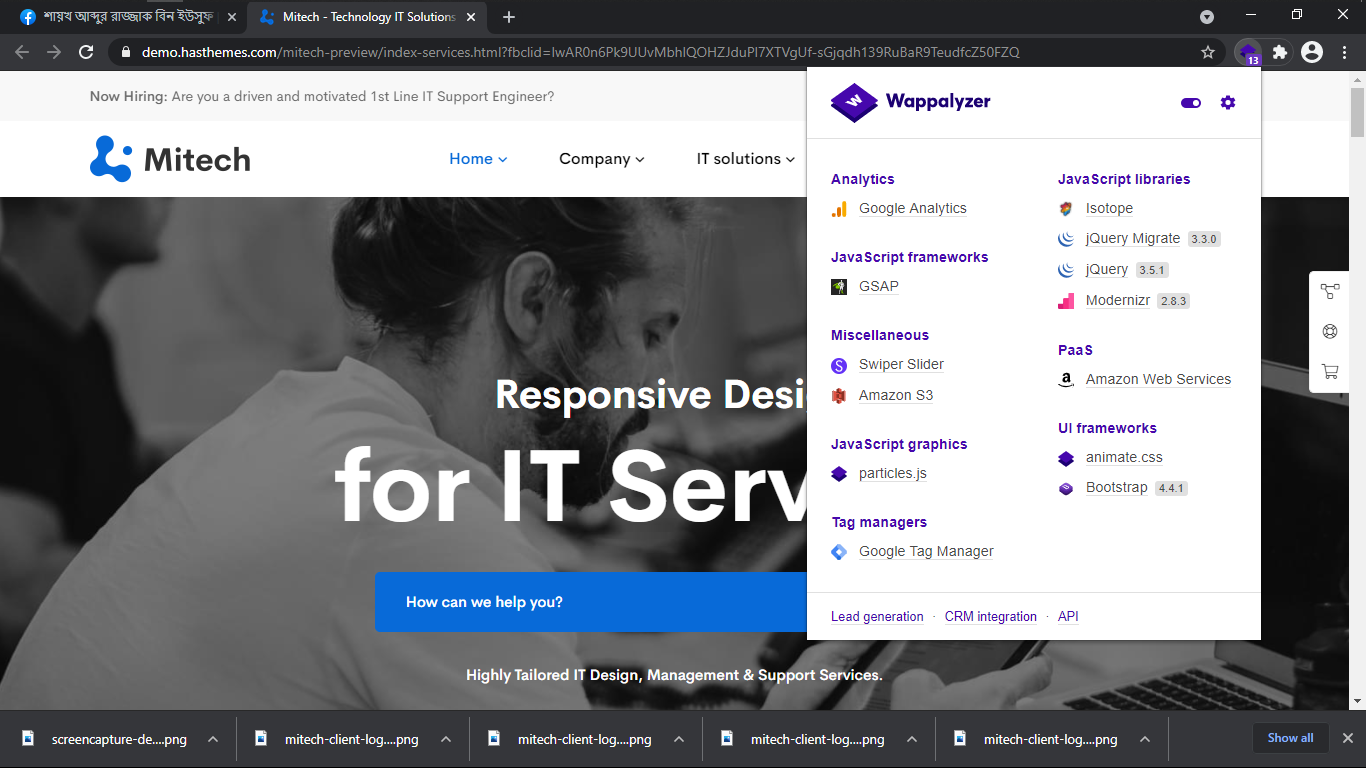 শায়খ আব্দুর রাজ্জাক বিন ইউসুফ
Mitech - Technology IT Solutions
demo.hasthemes.com/mitech-preview/index-services.html?fbclid=IwAR0n6Pk9UUvMbhlQOHZJduPl7XTVgUf-sGjqdh139RuBaR9TeudfcZ50FZQ
13
Now Hiring: Are you a driven and motivated 1st Line IT Support Engineer?
Mitech
Home
Company
IT solutions
Responsive Desi
for IT Serv
How can we help you?
Highly Tailored IT Design, Management & Support Services.
Wappalyzer
Analytics
Google Analytics
JavaScript frameworks
GSAP
Miscellaneous
Swiper Slider
Amazon S3
JavaScript graphics
particles.js
Tag managers
Google Tag Manager
JavaScript libraries
Isotope
jQuery Migrate 3.3.0
jQuery 3.5.1
Modernizr 2.8.3
PaaS
Amazon Web Services
UI frameworks
animate.css
Bootstrap 4.4.1
Lead generation · CRM integration · API
screencapture-de....png
mitech-client-log....png
mitech-client-log....png
mitech-client-log....png
mitech-client-log....png
Show all